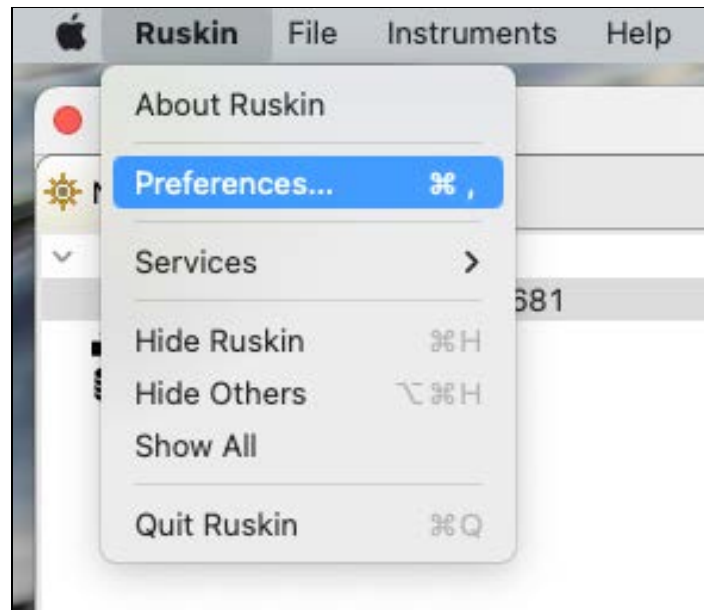 Ruskin File Instruments Help
About Ruskin
Preferences... ⌘ ,
Services
681
Hide Ruskin ⌘H
Hide Others ⌥⌘H
Show All
Quit Ruskin ⌘Q